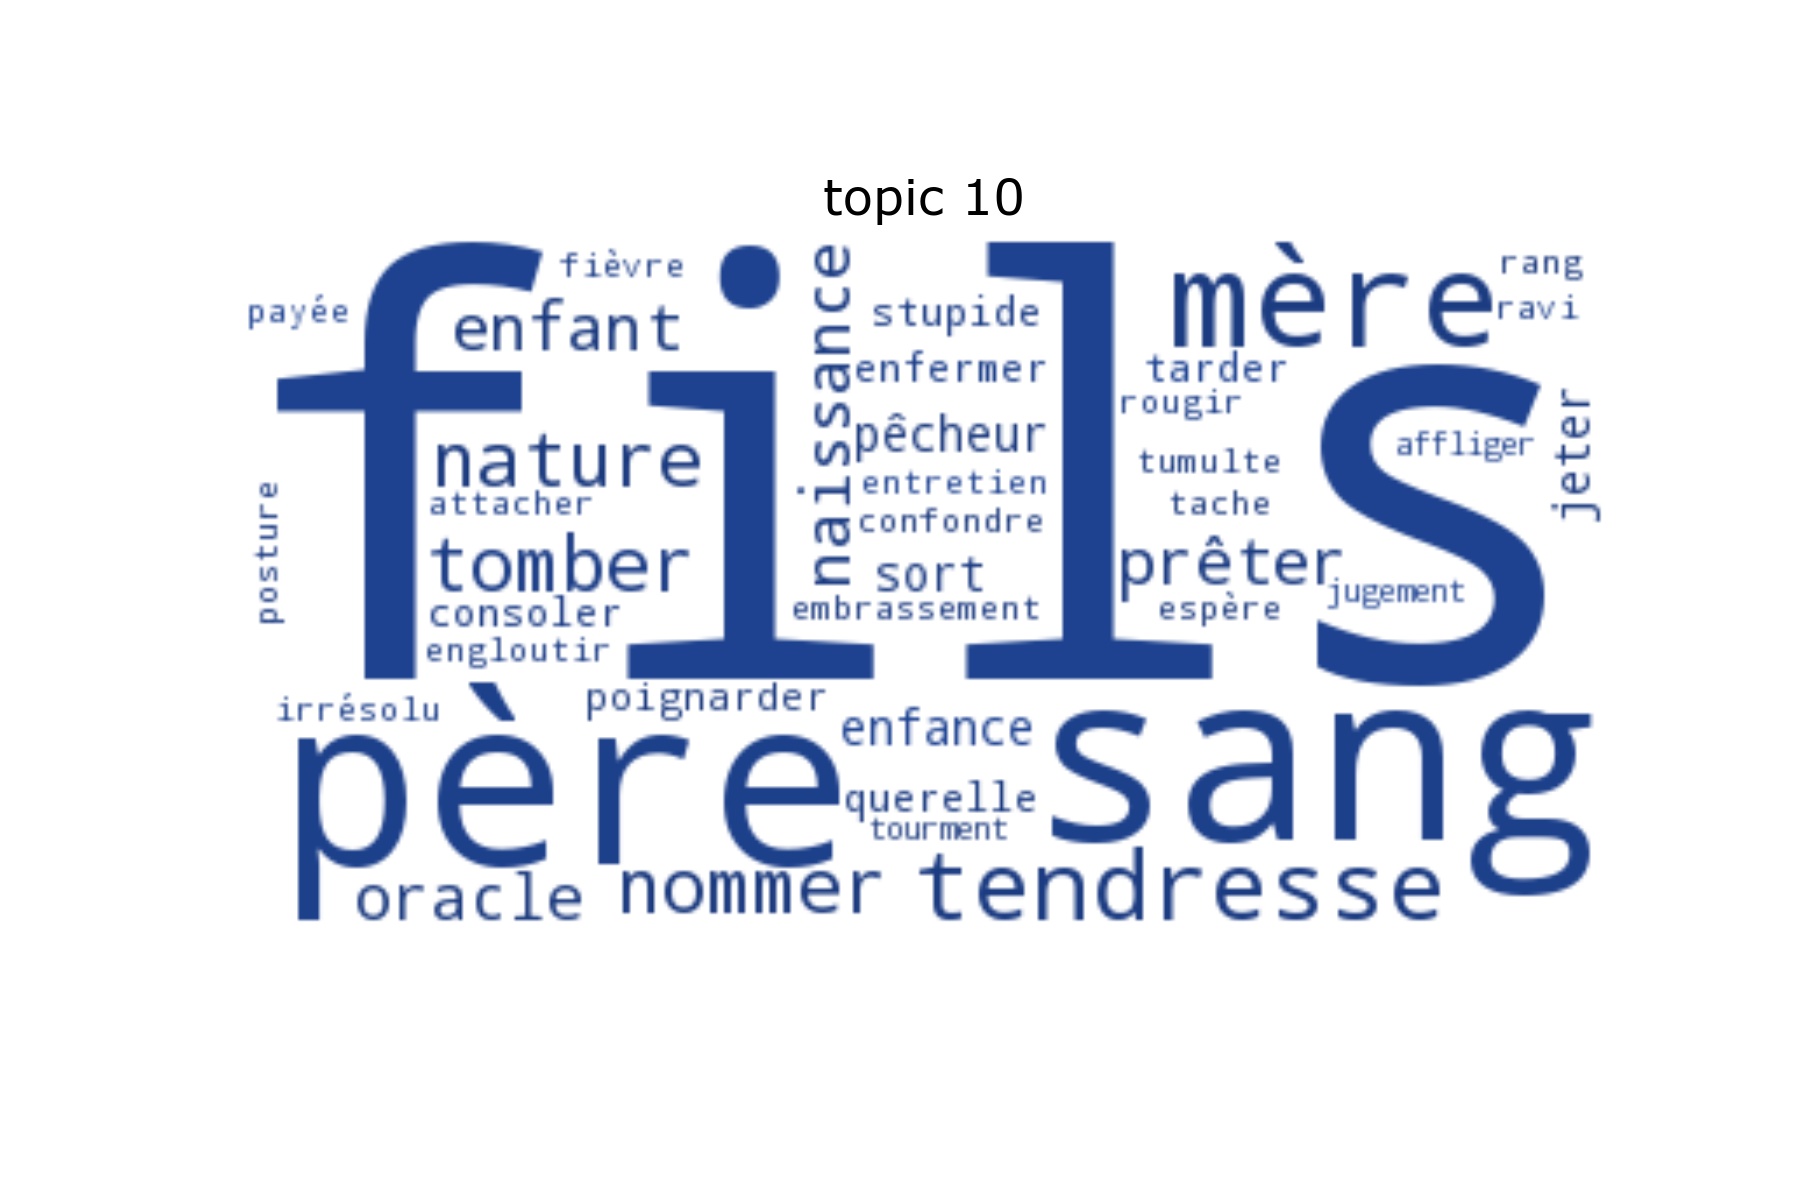 topic 10
fils
fièvre
payée
enfant
naissance
stupide
mère
rang
ravi
enfermer
tarder
rougir
pêcheur
affliger
jeter
nature
attacher
entretien
tumulte
confondre
tache
posture
tomber
sort
prêter
jugement
consoler
embrassement
espère
engloutir
irrésolu
poignarder
père
enfance
sang
querelle
tourment
oracle
nommer
tendresse